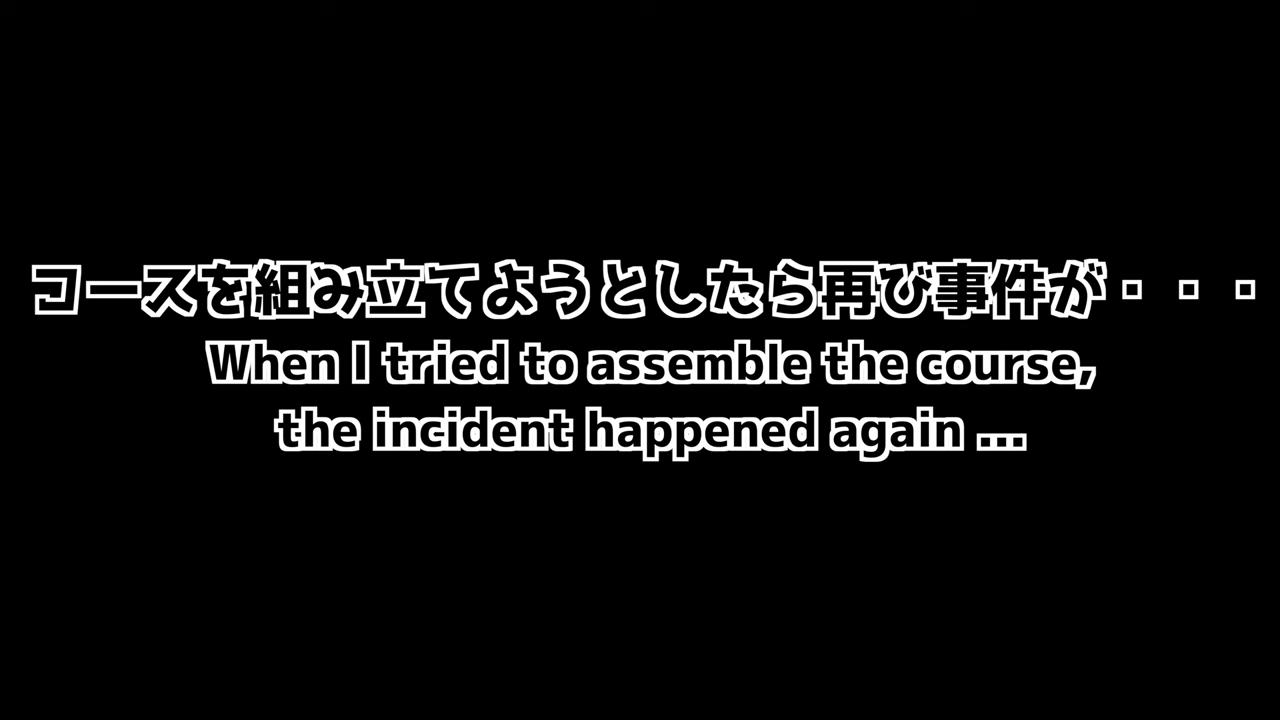 コースを組み立てようとしたら再び事件が・・・
When I tried to assemble the course,
the incident happened again ...